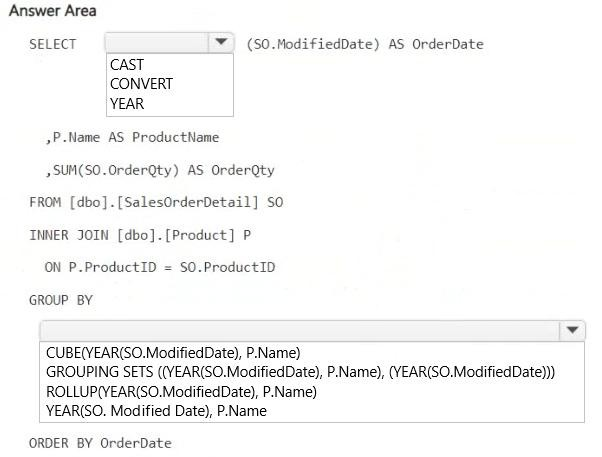 Answer Area
SELECT (SO.ModifiedDate) AS OrderDate
CAST
CONVERT
YEAR
,P.Name AS ProductName
,SUM(SO.OrderQty) AS OrderQty
FROM [dbo].[SalesOrderDetail] SO
INNER JOIN [dbo].[Product] P
ON P.ProductID = SO.ProductID
GROUP BY
CUBE(YEAR(SO.ModifiedDate), P.Name)
GROUPING SETS ((YEAR(SO.ModifiedDate), P.Name), (YEAR(SO.ModifiedDate)))
ROLLUP(YEAR(SO.ModifiedDate), P.Name)
YEAR(SO. Modified Date), P.Name
ORDER BY OrderDate